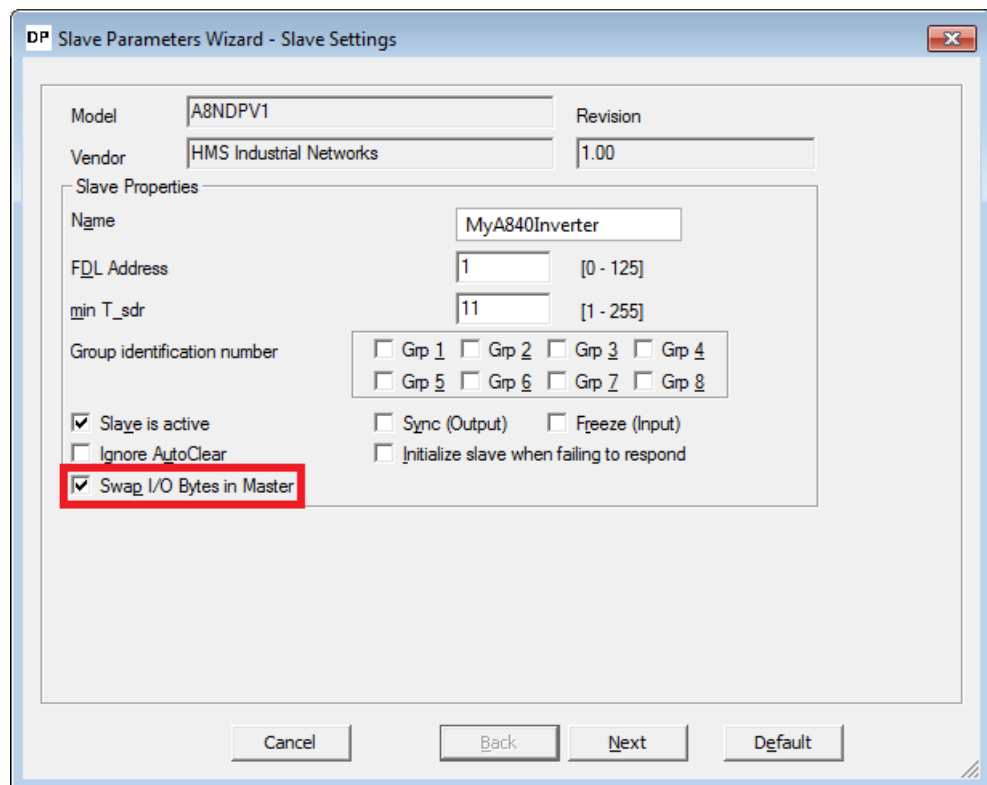 DP Slave Parameters Wizard - Slave Settings
Model A8NDPV1 Revision
Vendor HMS Industrial Networks 1.00
Slave Properties
Name MyA840Inverter
FDL Address 1 [0 - 125]
min T_sdr 11 [1 - 255]
Group identification number Grp 1 Grp 2 Grp 3 Grp 4
Grp 5 Grp 6 Grp 7 Grp 8
Slave is active Sync (Output) Freeze (Input)
Ignore AutoClear Initialize slave when failing to respond
Swap I/O Bytes in Master
Cancel Back Next Default